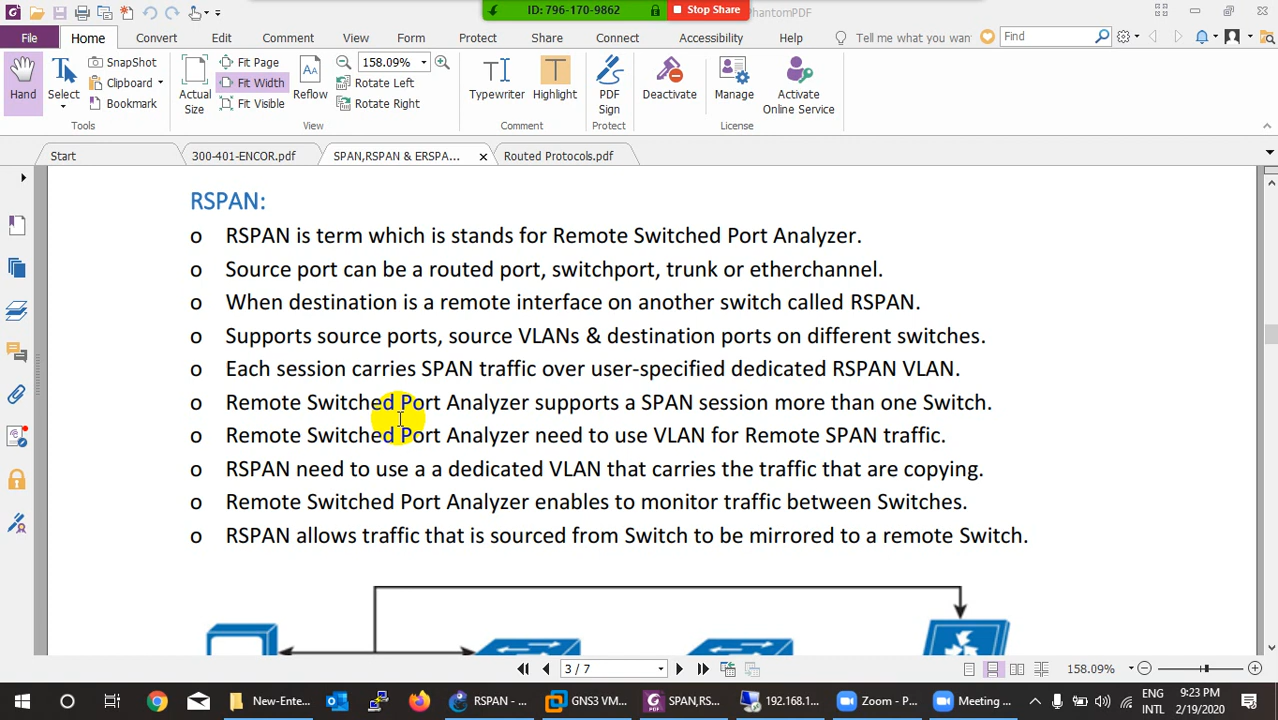 ID: 796-170-9862
Stop Share
PhantomPDF
File
Home
Convert
Edit
Comment
View
Form
Protect
Share
Connect
Accessibility
Help
Tell me what you want
Find
Hand
Select
SnapShot
Clipboard
Bookmark
Tools
Actual Size
Fit Page
Fit Width
Fit Visible
Reflow
158.09%
Rotate Left
Rotate Right
View
Typewriter
Highlight
Comment
PDF Sign
Protect
Deactivate
Manage
License
Activate Online Service
Start
300-401-ENCOR.pdf
SPAN,RSPAN & ERSPA...
Routed Protocols.pdf
RSPAN:
o RSPAN is term which is stands for Remote Switched Port Analyzer.
o Source port can be a routed port, switchport, trunk or etherchannel.
o When destination is a remote interface on another switch called RSPAN.
o Supports source ports, source VLANs & destination ports on different switches.
o Each session carries SPAN traffic over user-specified dedicated RSPAN VLAN.
o Remote Switched Port Analyzer supports a SPAN session more than one Switch.
o Remote Switched Port Analyzer need to use VLAN for Remote SPAN traffic.
o RSPAN need to use a a dedicated VLAN that carries the traffic that are copying.
o Remote Switched Port Analyzer enables to monitor traffic between Switches.
o RSPAN allows traffic that is sourced from Switch to be mirrored to a remote Switch.
3 / 7
158.09%
New-Ente...
RSPAN - ...
GNS3 VM...
SPAN,RS...
192.168.1...
Zoom - P...
Meeting ...
ENG
INTL
9:23 PM
2/19/2020